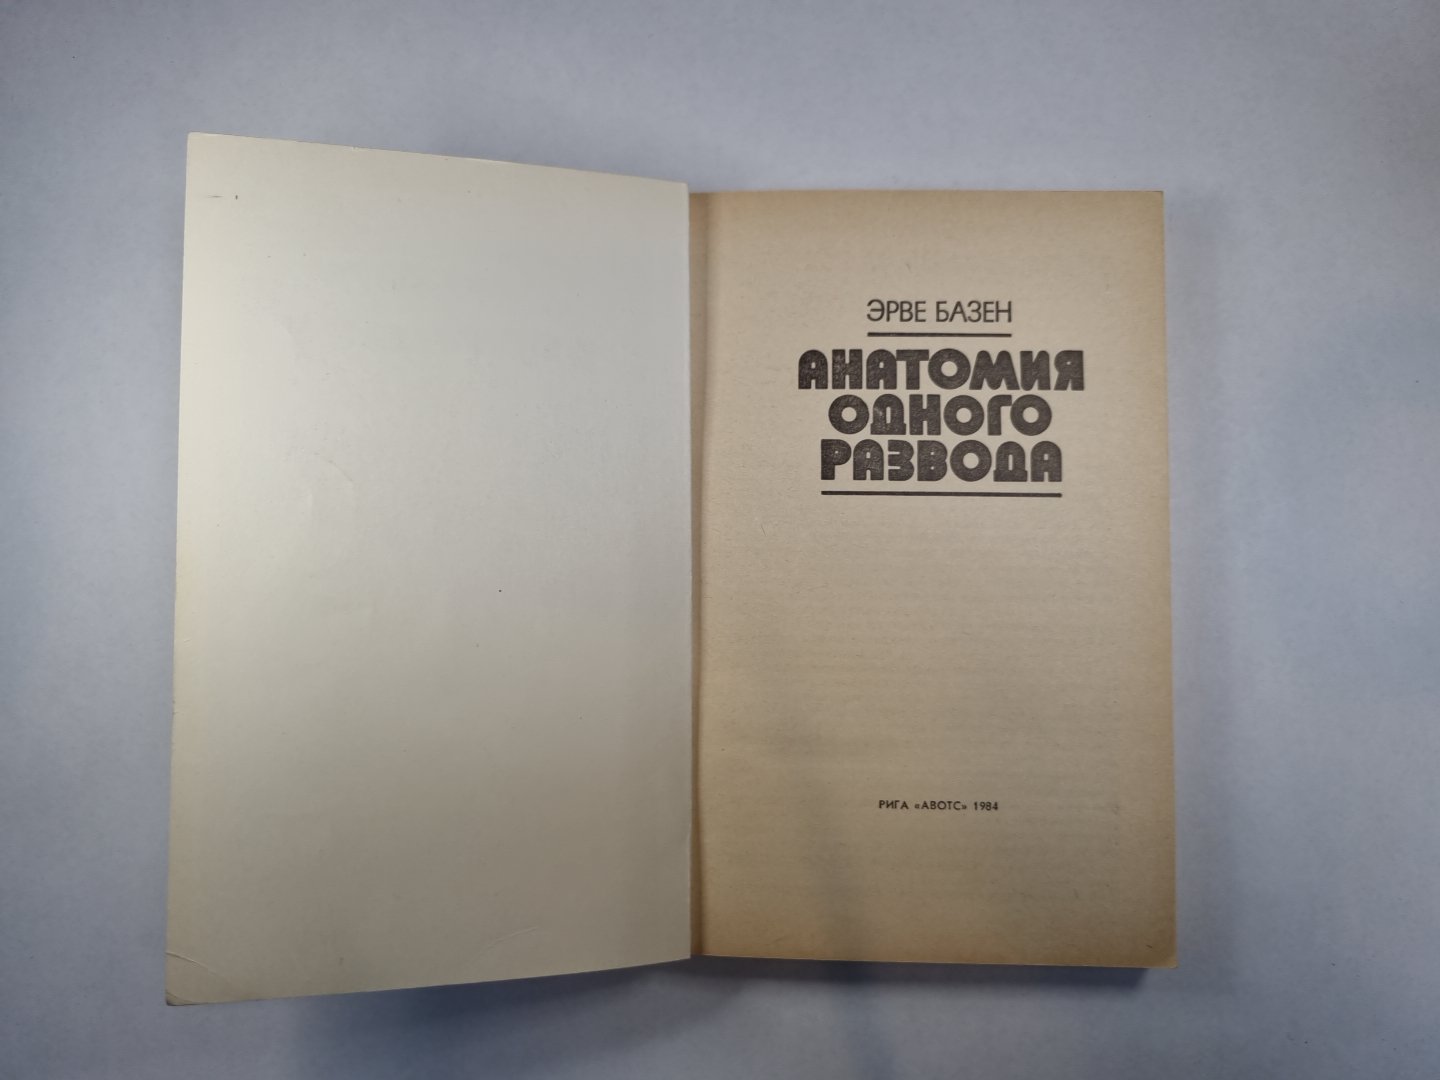 ЭРВЕ БАЗЕН
АНАТОМИЯ
ОДНОГО
РАЗВОДА
РИГА «АВОТС» 1984